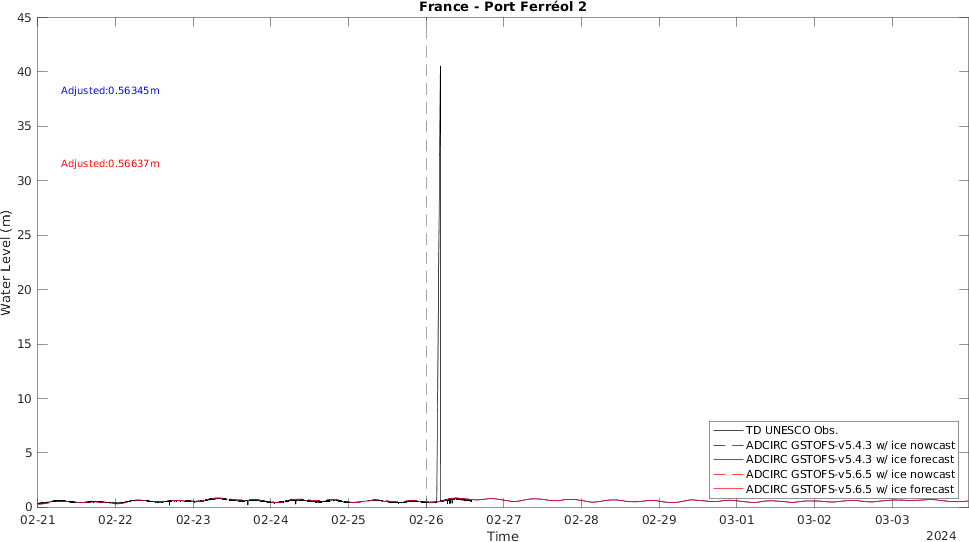 France - Port Ferréol 2
45
40
35
30
25
20
15
10
5
0
Water Level (m)
Adjusted:0.56345m
Adjusted:0.56637m
TD UNESCO Obs.
ADCIRC GSTOFS-v5.4.3 w/ ice nowcast
ADCIRC GSTOFS-v5.4.3 w/ ice forecast
ADCIRC GSTOFS-v5.6.5 w/ ice nowcast
ADCIRC GSTOFS-v5.6.5 w/ ice forecast
02-21 02-22 02-23 02-24 02-25 02-26 02-27 02-28 02-29 03-01 03-02 03-03
Time
2024